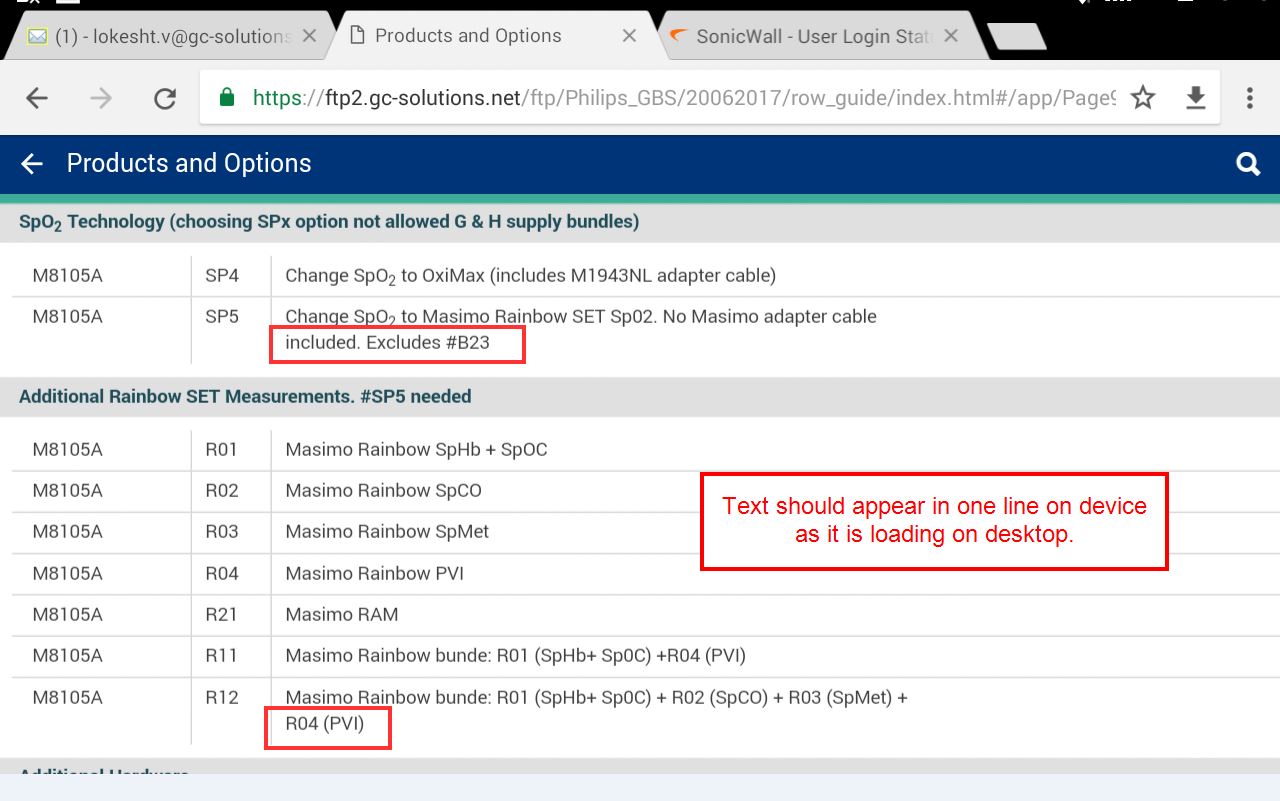 (1) - lokesht.v@gc-solutions
Products and Options
SonicWall - User Login Stat
https://ftp2.gc-solutions.net/ftp/Philips_GBS/20062017/row_guide/index.html#/app/Page9
Products and Options
SpO₂ Technology (choosing SPx option not allowed G & H supply bundles)
M8105A SP4 Change SpO₂ to OxiMax (includes M1943NL adapter cable)
M8105A SP5 Change SpO₂ to Masimo Rainbow SET Sp02. No Masimo adapter cable
included. Excludes #B23
Additional Rainbow SET Measurements. #SP5 needed
M8105A R01 Masimo Rainbow SpHb + SpOC
M8105A R02 Masimo Rainbow SpCO
M8105A R03 Masimo Rainbow SpMet
M8105A R04 Masimo Rainbow PVI
M8105A R21 Masimo RAM
M8105A R11 Masimo Rainbow bunde: R01 (SpHb+ Sp0C) +R04 (PVI)
M8105A R12 Masimo Rainbow bunde: R01 (SpHb+ Sp0C) + R02 (SpCO) + R03 (SpMet) +
R04 (PVI)
Text should appear in one line on device
as it is loading on desktop.
Additional Hardware